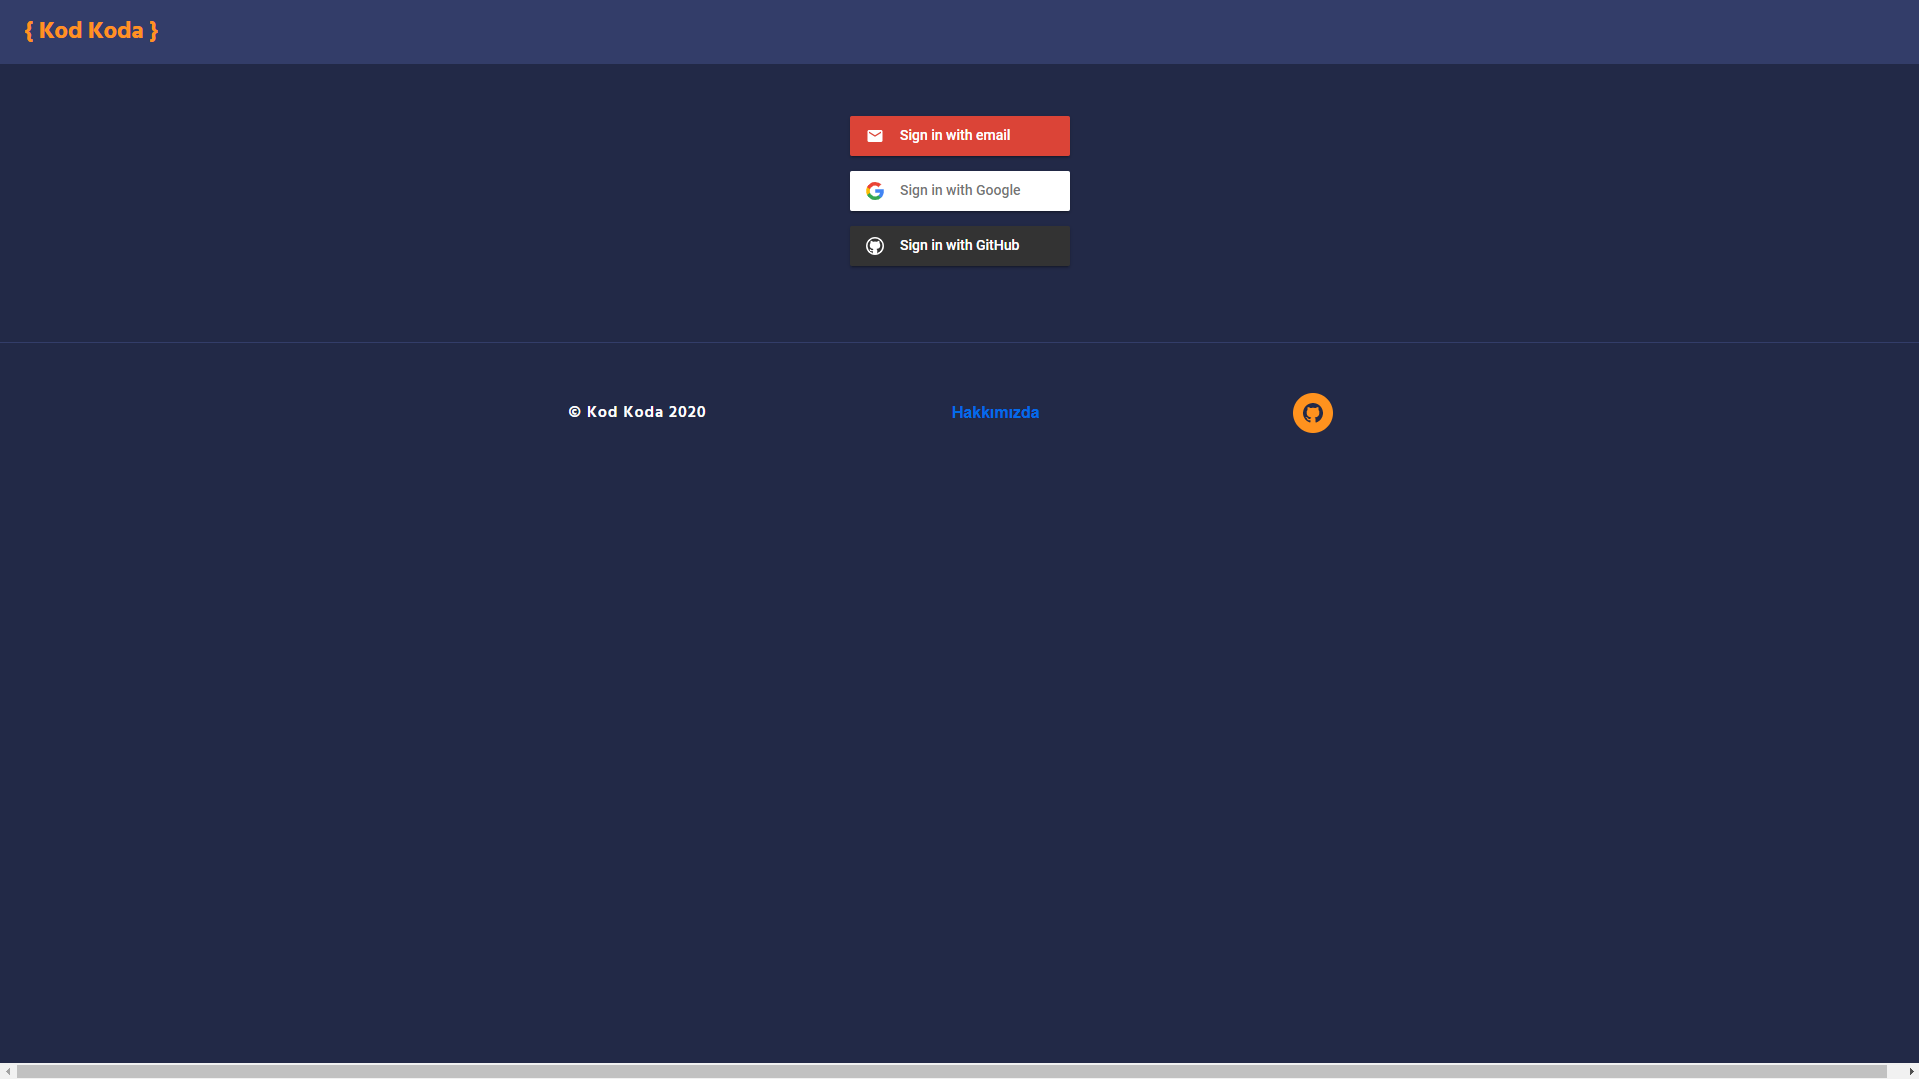 { Kod Koda }
Sign in with email
Sign in with Google
Sign in with GitHub
© Kod Koda 2020
Hakkımızda